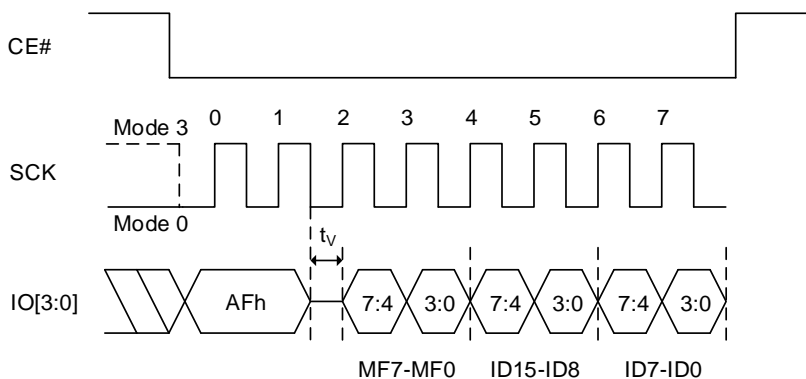 CE#
Mode 3
0 1 2 3 4 5 6 7
SCK
Mode 0
tV
IO[3:0]
AFh
7:4 3:0 7:4 3:0 7:4 3:0
MF7-MF0 ID15-ID8 ID7-ID0